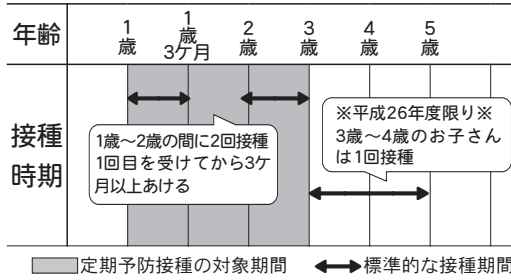 年齢
1歳
1歳3ケ月
2歳
3歳
4歳
5歳
接種時期
1歳~2歳の間に2回接種
1回目を受けてから3ケ
月以上あける
※平成26年度限り※
3歳~4歳のお子さん
は1回接種
定期予防接種の対象期間
標準的な接種期間